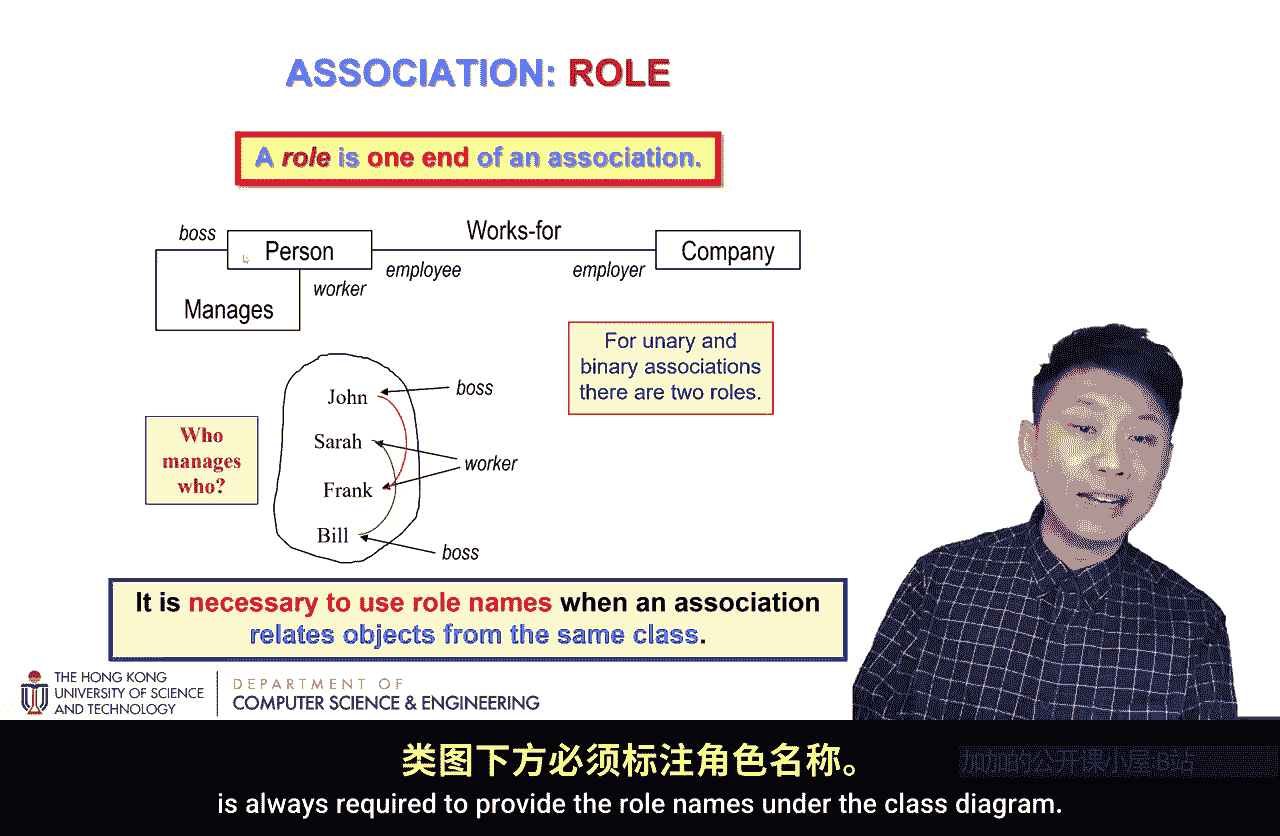 ASSOCIATION: ROLE
A role is one end of an association.
boss
Person
Works-for
Company
employee
employer
worker
Manages
For unary and
binary associations
there are two roles.
John
boss
Sarah
Who
manages
who?
worker
Frank
Bill
boss
It is necessary to use role names when an association
relates objects from the same class.
THE HONG KONG
UNIVERSITY OF SCIENCE
AND TECHNOLOGY
DEPARTMENT OF
COMPUTER SCIENCE & ENGINEERING
类图下方必须标注角色名称。
加加的公开课小屋 B站
is always required to provide the role names under the class diagram.